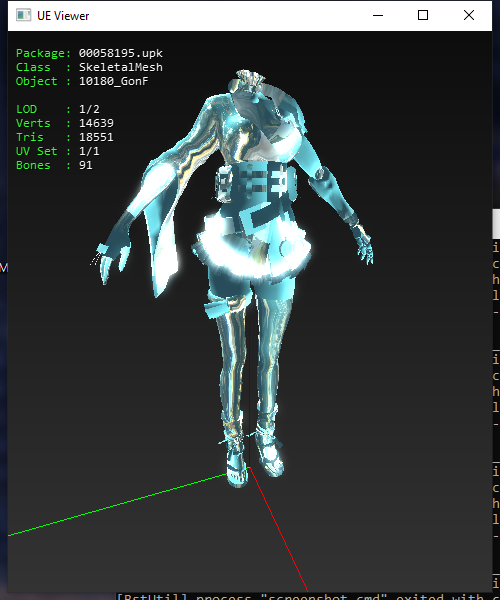 UE Viewer
Package: 00058195.upk
Class  : SkeletalMesh
Object : 10180_GonF
LOD    : 1/2
Verts  : 14639
Tris   : 18551
UV Set : 1/1
Bones  : 91
M
i
c
h
l
-
i
c
h
l
-
i
c
h
l
-
i
[BstUtil] process "screenshot.cmd" exited with c